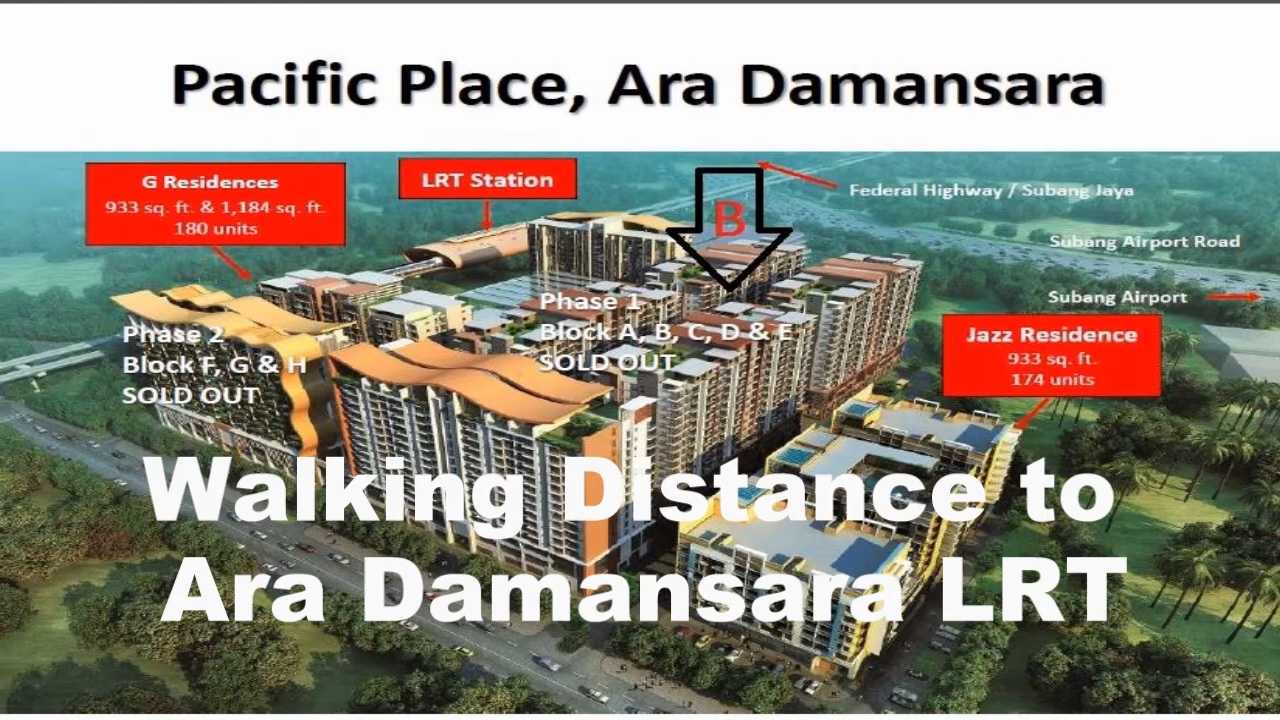 Pacific Place, Ara Damansara
G Residences
933 sq. ft. & 1,184 sq. ft.
180 units
LRT Station
B
Federal Highway / Subang Jaya
Subang Airport Road
Subang Airport
Phase 1
Block A, B, C, D & E
SOLD OUT
Phase 2
Block F, G & H
SOLD OUT
Jazz Residence
933 sq. ft.
174 units
Walking Distance to
Ara Damansara LRT